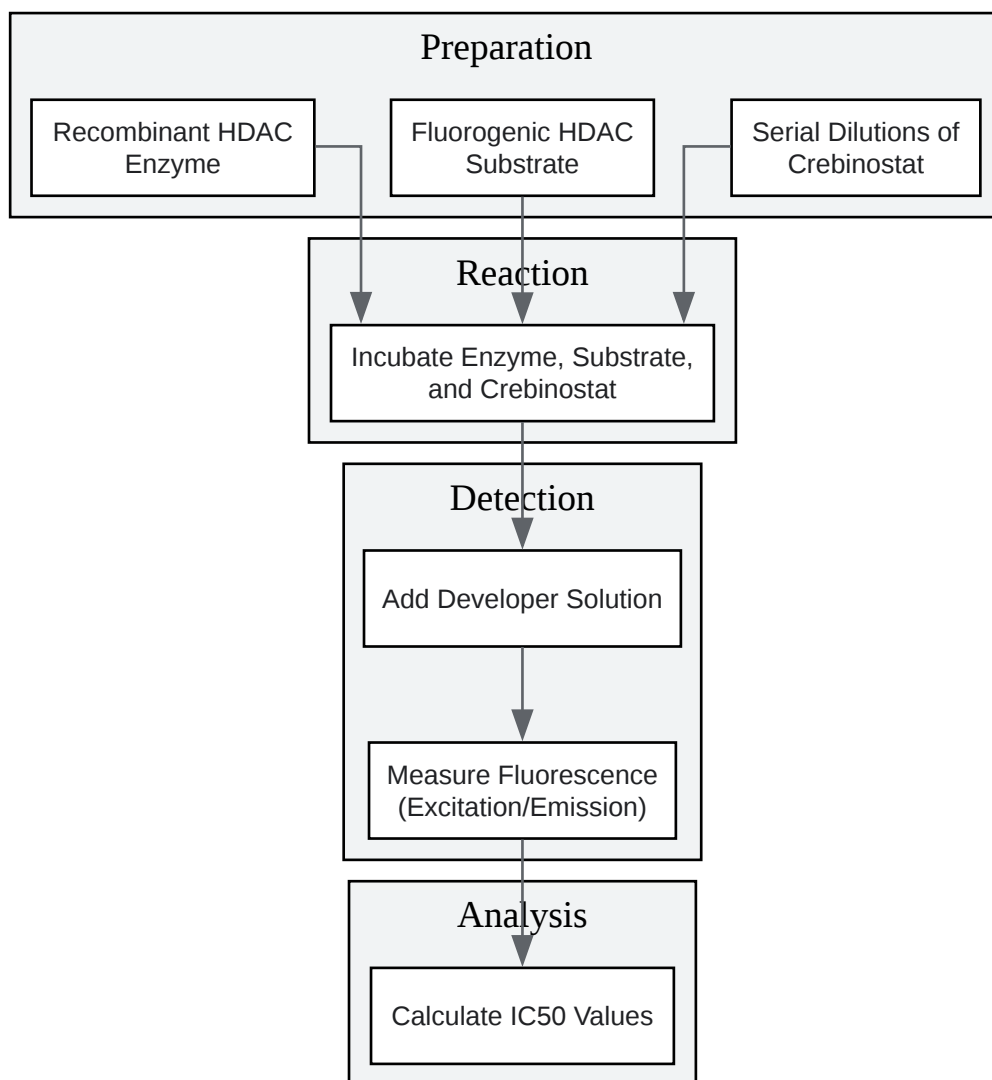 Preparation
Recombinant HDAC
Enzyme
Fluorogenic HDAC
Substrate
Serial Dilutions of
Crebinostat
Reaction
Incubate Enzyme, Substrate,
and Crebinostat
Detection
Add Developer Solution
Measure Fluorescence
(Excitation/Emission)
Analysis
Calculate IC50 Values